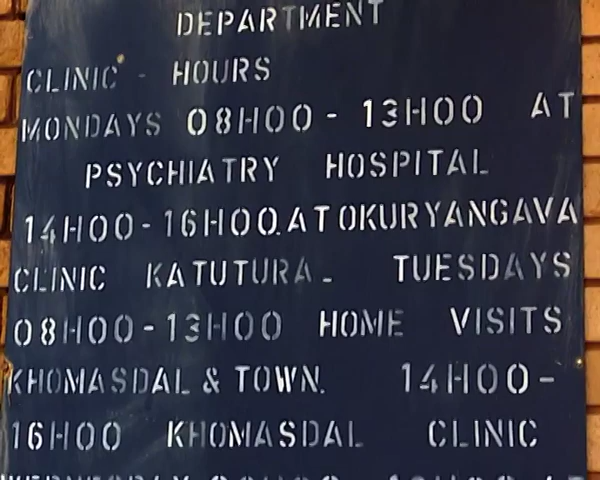 DEPARTMENT
CLINIC - HOURS
MONDAYS 08H00 - 13H00 AT
PSYCHIATRY HOSPITAL
14H00-16H00.AT OKURYANGAVA
CLINIC KATUTURA - TUESDAYS
08H00-13H00 HOME VISITS
KHOMASDAL & TOWN. 14H00-
16H00 KHOMASDAL CLINIC